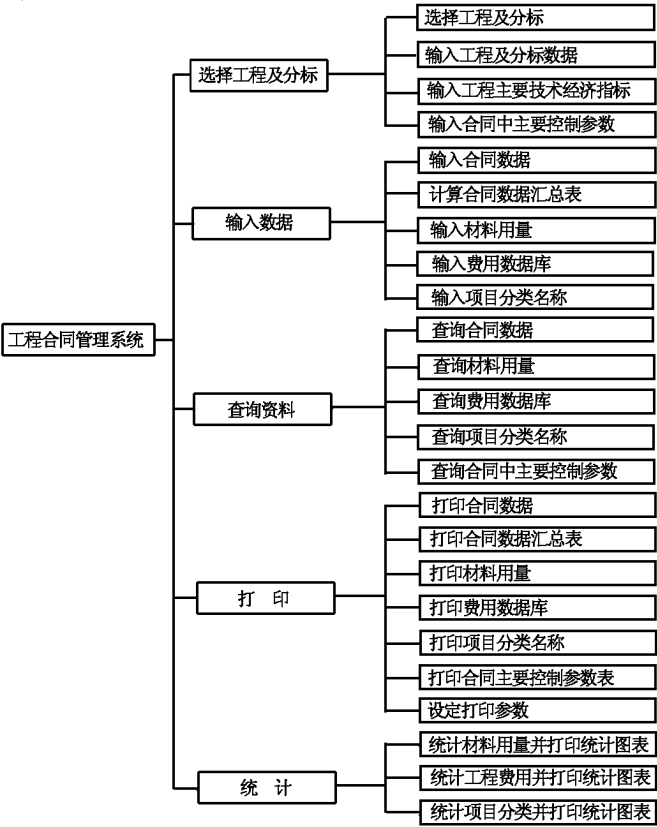 工程合同管理系统
选择工程及分标
选择工程及分标
输入工程及分标数据
输入工程主要技术经济指标
输入合同中主要控制参数
输入数据
输入合同数据
计算合同数据汇总表
输入材料用量
输入费用数据库
输入项目分类名称
查询资料
查询合同数据
查询材料用量
查询费用数据库
查询项目分类名称
查询合同中主要控制参数
打 印
打印合同数据
打印合同数据汇总表
打印材料用量
打印费用数据库
打印项目分类名称
打印合同主要控制参数表
设定打印参数
统 计
统计材料用量并打印统计图表
统计工程费用并打印统计图表
统计项目分类并打印统计图表